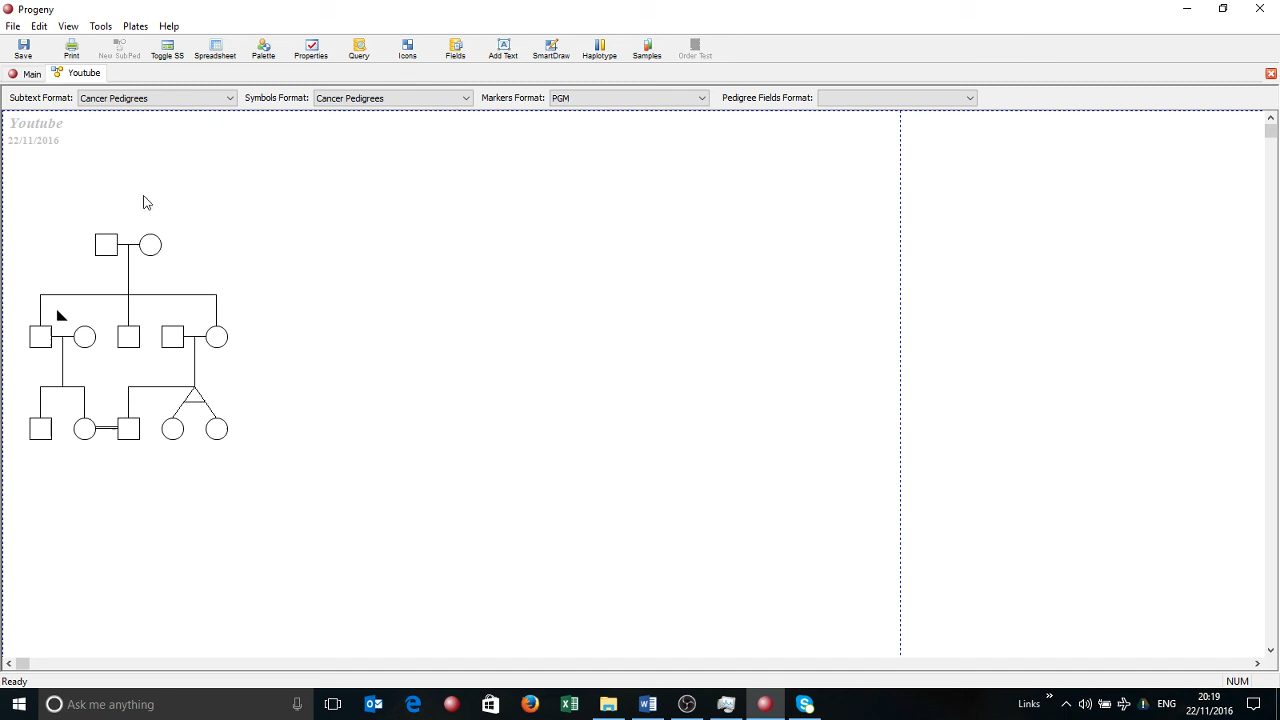 Progeny
File Edit View Tools Plates Help
Save Print New SubPed Toggle SS Spreadsheet Palette Properties Query Icons Fields Add Text SmartDraw Haplotype Samples Order Test
Main Youtube
Subtext Format: Cancer Pedigrees Symbols Format: Cancer Pedigrees Markers Format: PGM Pedigree Fields Format:
Youtube
22/11/2016
Ready NUM
Ask me anything Links ENG 20:19
22/11/2016